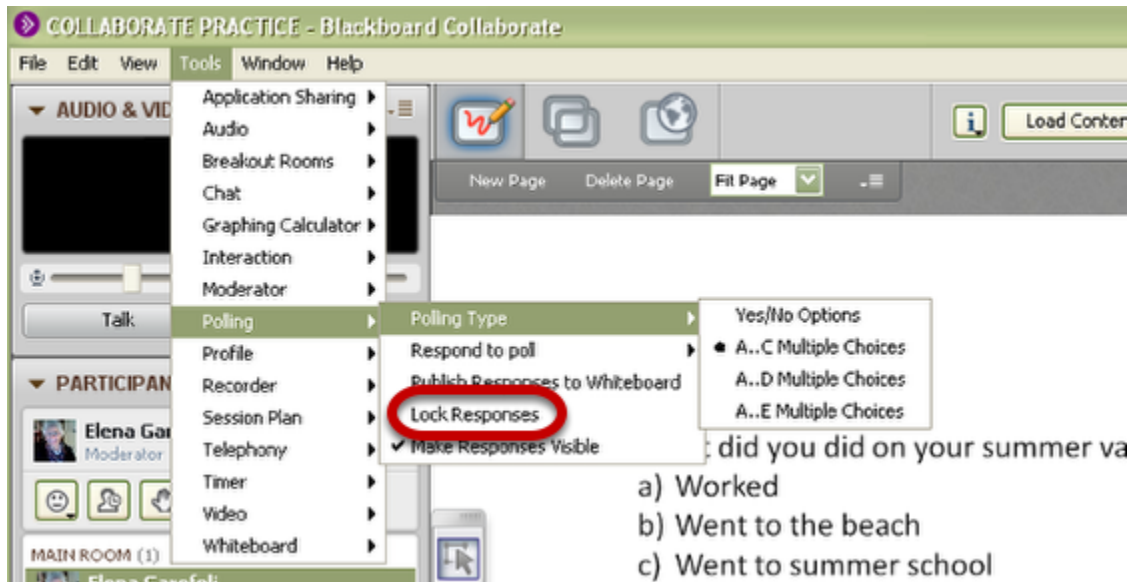 COLLABORATE PRACTICE - Blackboard Collaborate
File Edit View Tools Window Help
AUDIO & VID
Talk
PARTICIPAN
Elena Gar
Moderator
MAIN ROOM (1)
Elena Garofoli
Application Sharing
Audio
Breakout Rooms
Chat
Graphing Calculator
Interaction
Moderator
Polling
Profile
Recorder
Session Plan
Telephony
Timer
Video
Whiteboard
Polling Type
Respond to poll
Publish Responses to Whiteboard
Lock Responses
Make Responses Visible
Yes/No Options
A..C Multiple Choices
A..D Multiple Choices
A..E Multiple Choices
Load Conten
New Page Delete Page Fit Page
t did you did on your summer va
a) Worked
b) Went to the beach
c) Went to summer school